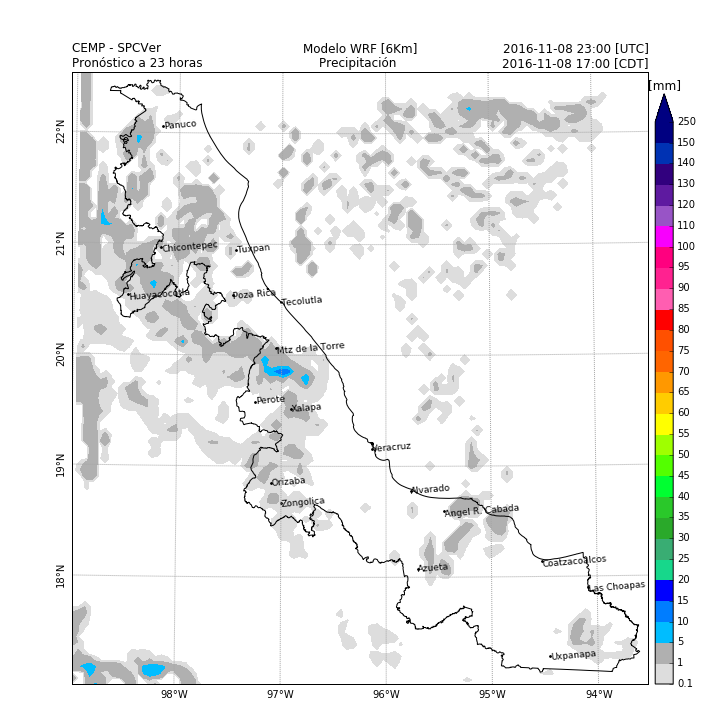 CEMP - SPCVer
Modelo WRF [6Km]
2016-11-08 23:00 [UTC]
Pronóstico a 23 horas
Precipitación
2016-11-08 17:00 [CDT]
[mm]
250
150
140
130
120
110
100
95
90
85
80
75
70
65
60
55
50
45
40
35
30
25
20
15
10
5
1
0.1
22°N
21°N
20°N
19°N
18°N
98°W
97°W
96°W
95°W
94°W
Panuco
Chicontepec
Tuxpan
Huayacocotla
Poza Rica
Tecolutla
Mtz de la Torre
Perote
Xalapa
Veracruz
Orizaba
Zongolica
Alvarado
Angel R. Cabada
Azueta
Coatzacoalcos
Las Choapas
Uxpanapa